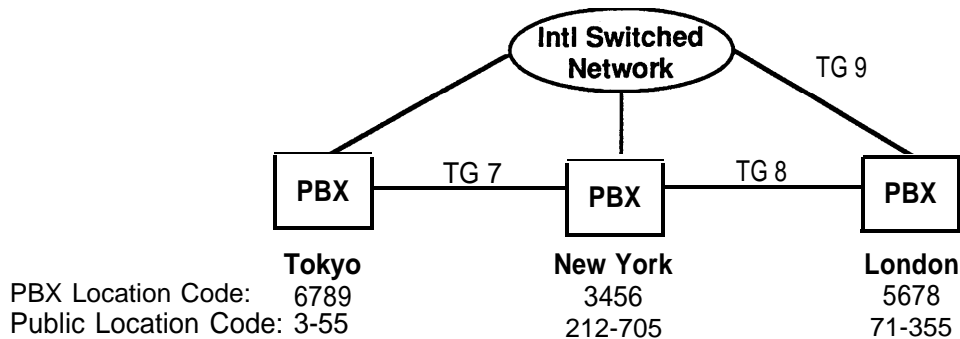 Intl Switched
Network
TG 9
PBX
TG 7
PBX
TG 8
PBX
Tokyo
New York
London
PBX Location Code: 6789 3456 5678
Public Location Code: 3-55 212-705 71-355